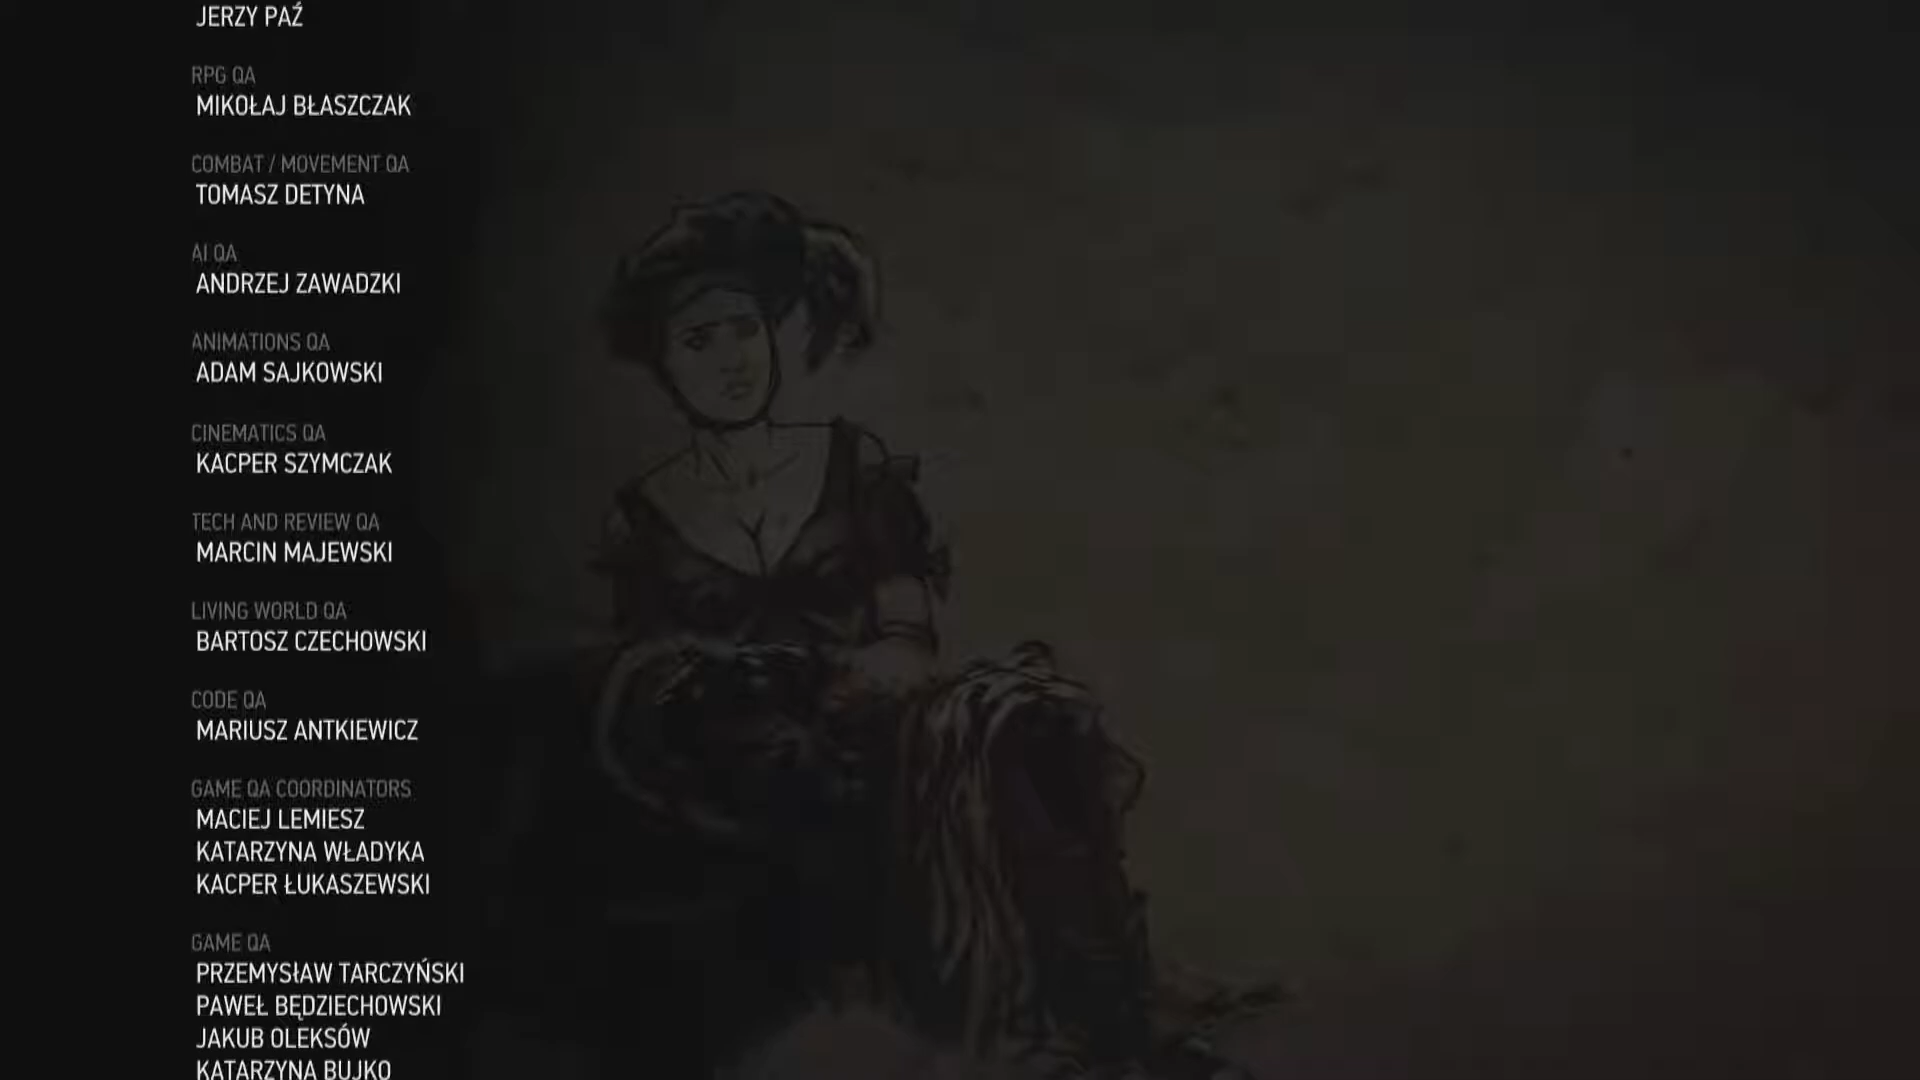 JERZY PAŹ
RPG QA
MIKOŁAJ BŁASZCZAK
COMBAT / MOVEMENT QA
TOMASZ DETYNA
AI QA
ANDRZEJ ZAWADZKI
ANIMATIONS QA
ADAM SAJKOWSKI
CINEMATICS QA
KACPER SZYMCZAK
TECH AND REVIEW QA
MARCIN MAJEWSKI
LIVING WORLD QA
BARTOSZ CZECHOWSKI
CODE QA
MARIUSZ ANTKIEWICZ
GAME QA COORDINATORS
MACIEJ LEMIESZ
KATARZYNA WŁADYKA
KACPER ŁUKASZEWSKI
GAME QA
PRZEMYSłAW TARCZYŃSKI
PAWEŁ BĘDZIECHOWSKI
JAKUB OLEKSÓW
KATARZYNA BUJKO